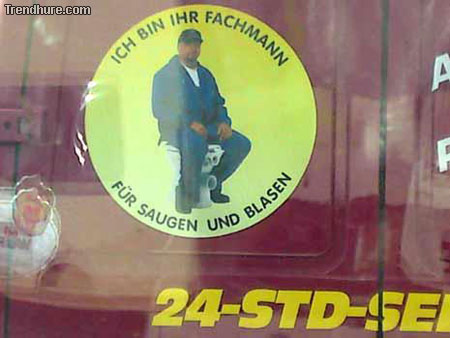 Trendhure.com
ICH BIN IHR FACHMANN
FÜR SAUGEN UND BLASEN
24-STD-SE